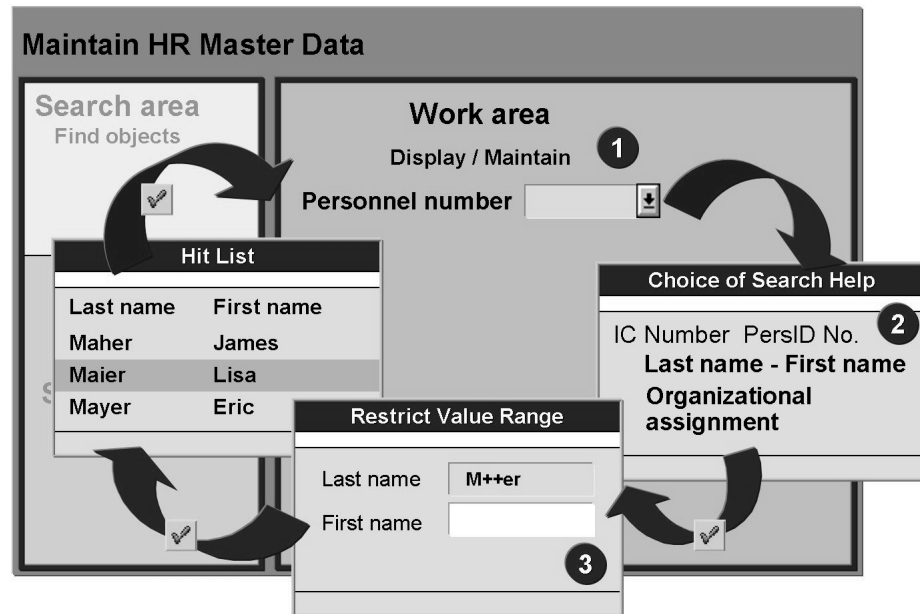 Maintain HR Master Data
Search area
Find objects
Work area
Display / Maintain
1
Personnel number
Hit List
Last name First name
Maher James
Maier Lisa
Mayer Eric
S
Choice of Search Help
2
IC Number PersID No.
Last name - First name
Organizational
assignment
Restrict Value Range
Last name M++er
First name
3